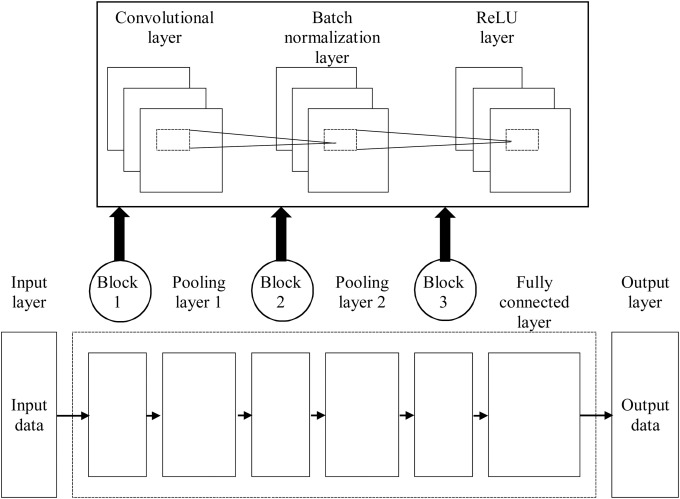 Convolutional
layer
Batch
normalization
layer
ReLU
layer
Input
layer
Block
1
Pooling
layer 1
Block
2
Pooling
layer 2
Block
3
Fully
connected
layer
Output
layer
Input
data
Output
data